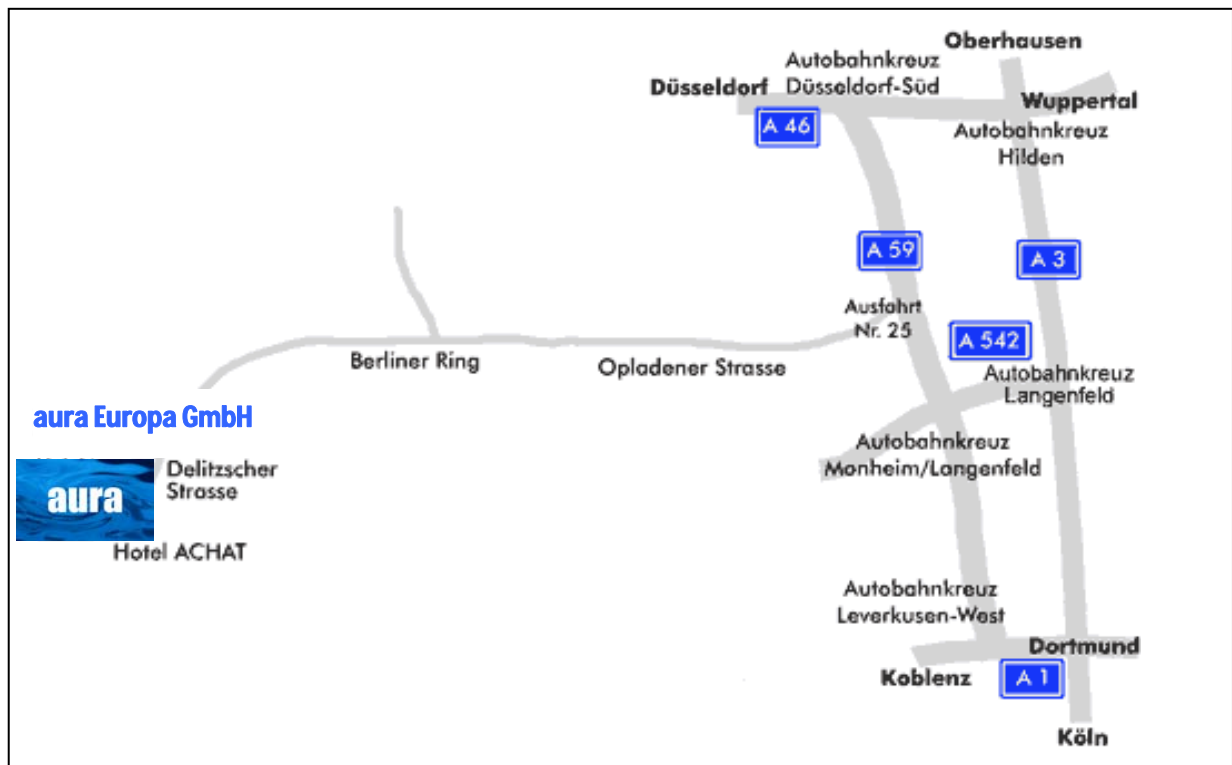 Oberhausen
Autobahnkreuz
Düsseldorf-Süd
Düsseldorf
Wuppertal
A 46
Autobahnkreuz
Hilden
A 59
A 3
Ausfahrt
Nr. 25
A 542
Berliner Ring
Opladener Strasse
Autobahnkreuz
Langenfeld
aura Europa GmbH
Autobahnkreuz
Monheim/Langenfeld
Delitzscher
Strasse
aura
Hotel ACHAT
Autobahnkreuz
Leverkusen-West
Dortmund
Koblenz
A 1
Köln